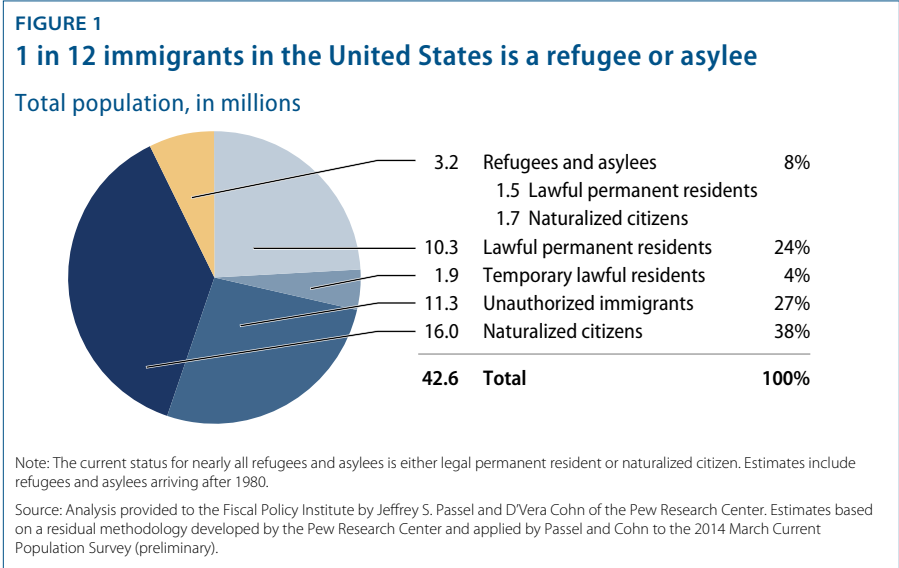 FIGURE 1
1 in 12 immigrants in the United States is a refugee or asylee
Total population, in millions
3.2 Refugees and asylees 8%
1.5 Lawful permanent residents
1.7 Naturalized citizens
10.3 Lawful permanent residents 24%
1.9 Temporary lawful residents 4%
11.3 Unauthorized immigrants 27%
16.0 Naturalized citizens 38%
42.6 Total 100%
Note: The current status for nearly all refugees and asylees is either legal permanent resident or naturalized citizen. Estimates include
refugees and asylees arriving after 1980.
Source: Analysis provided to the Fiscal Policy Institute by Jeffrey S. Passel and D'Vera Cohn of the Pew Research Center. Estimates based
on a residual methodology developed by the Pew Research Center and applied by Passel and Cohn to the 2014 March Current
Population Survey (preliminary).